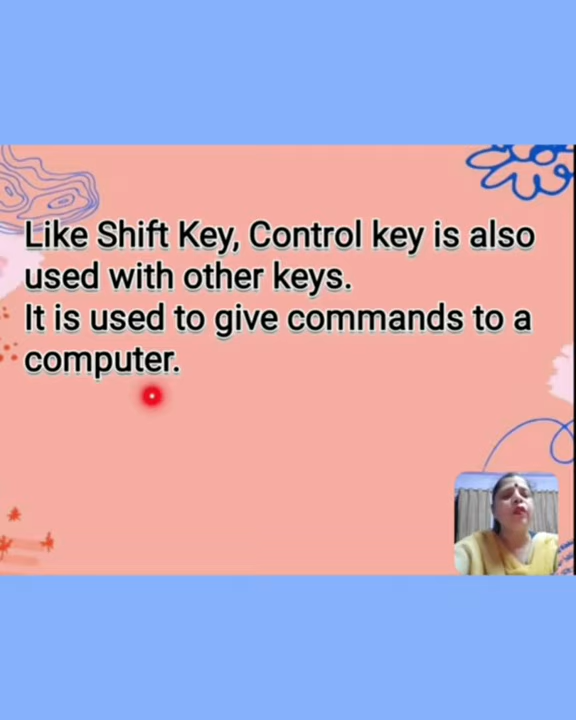 Like Shift Key, Control key is also
used with other keys.
It is used to give commands to a
computer.